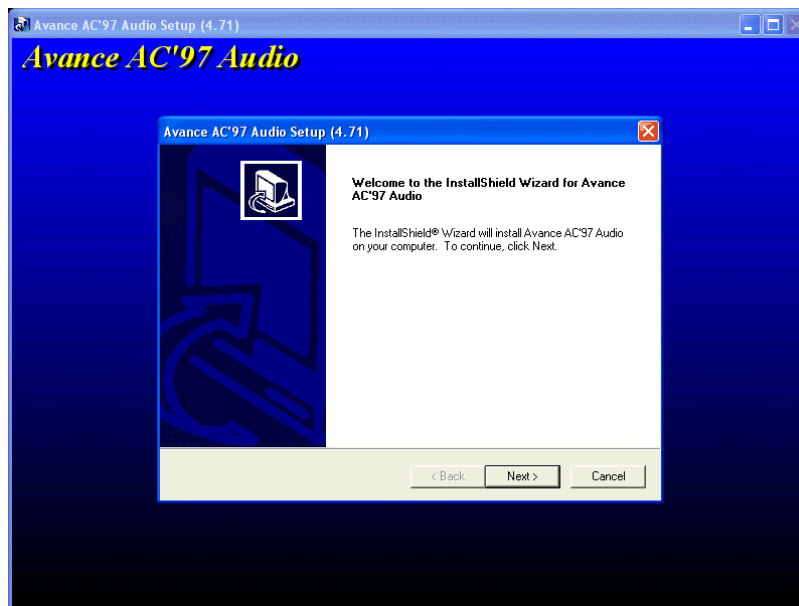 Avance AC'97 Audio Setup (4.71)
Avance AC'97 Audio
Avance AC'97 Audio Setup (4.71)
Welcome to the InstallShield Wizard for Avance
AC'97 Audio
The InstallShield® Wizard will install Avance AC'97 Audio
on your computer. To continue, click Next.
< Back
Next >
Cancel